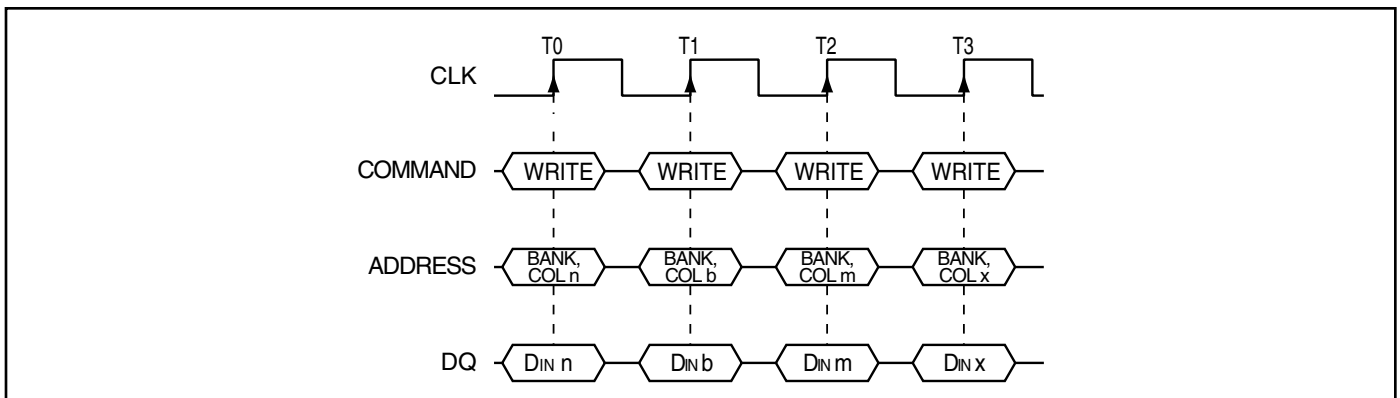 T0 T1 T2 T3
CLK
COMMAND WRITE WRITE WRITE WRITE
ADDRESS BANK, BANK, BANK, BANK,
COL n COL b COL m COL x
DQ DIN n DIN b DIN m DIN x